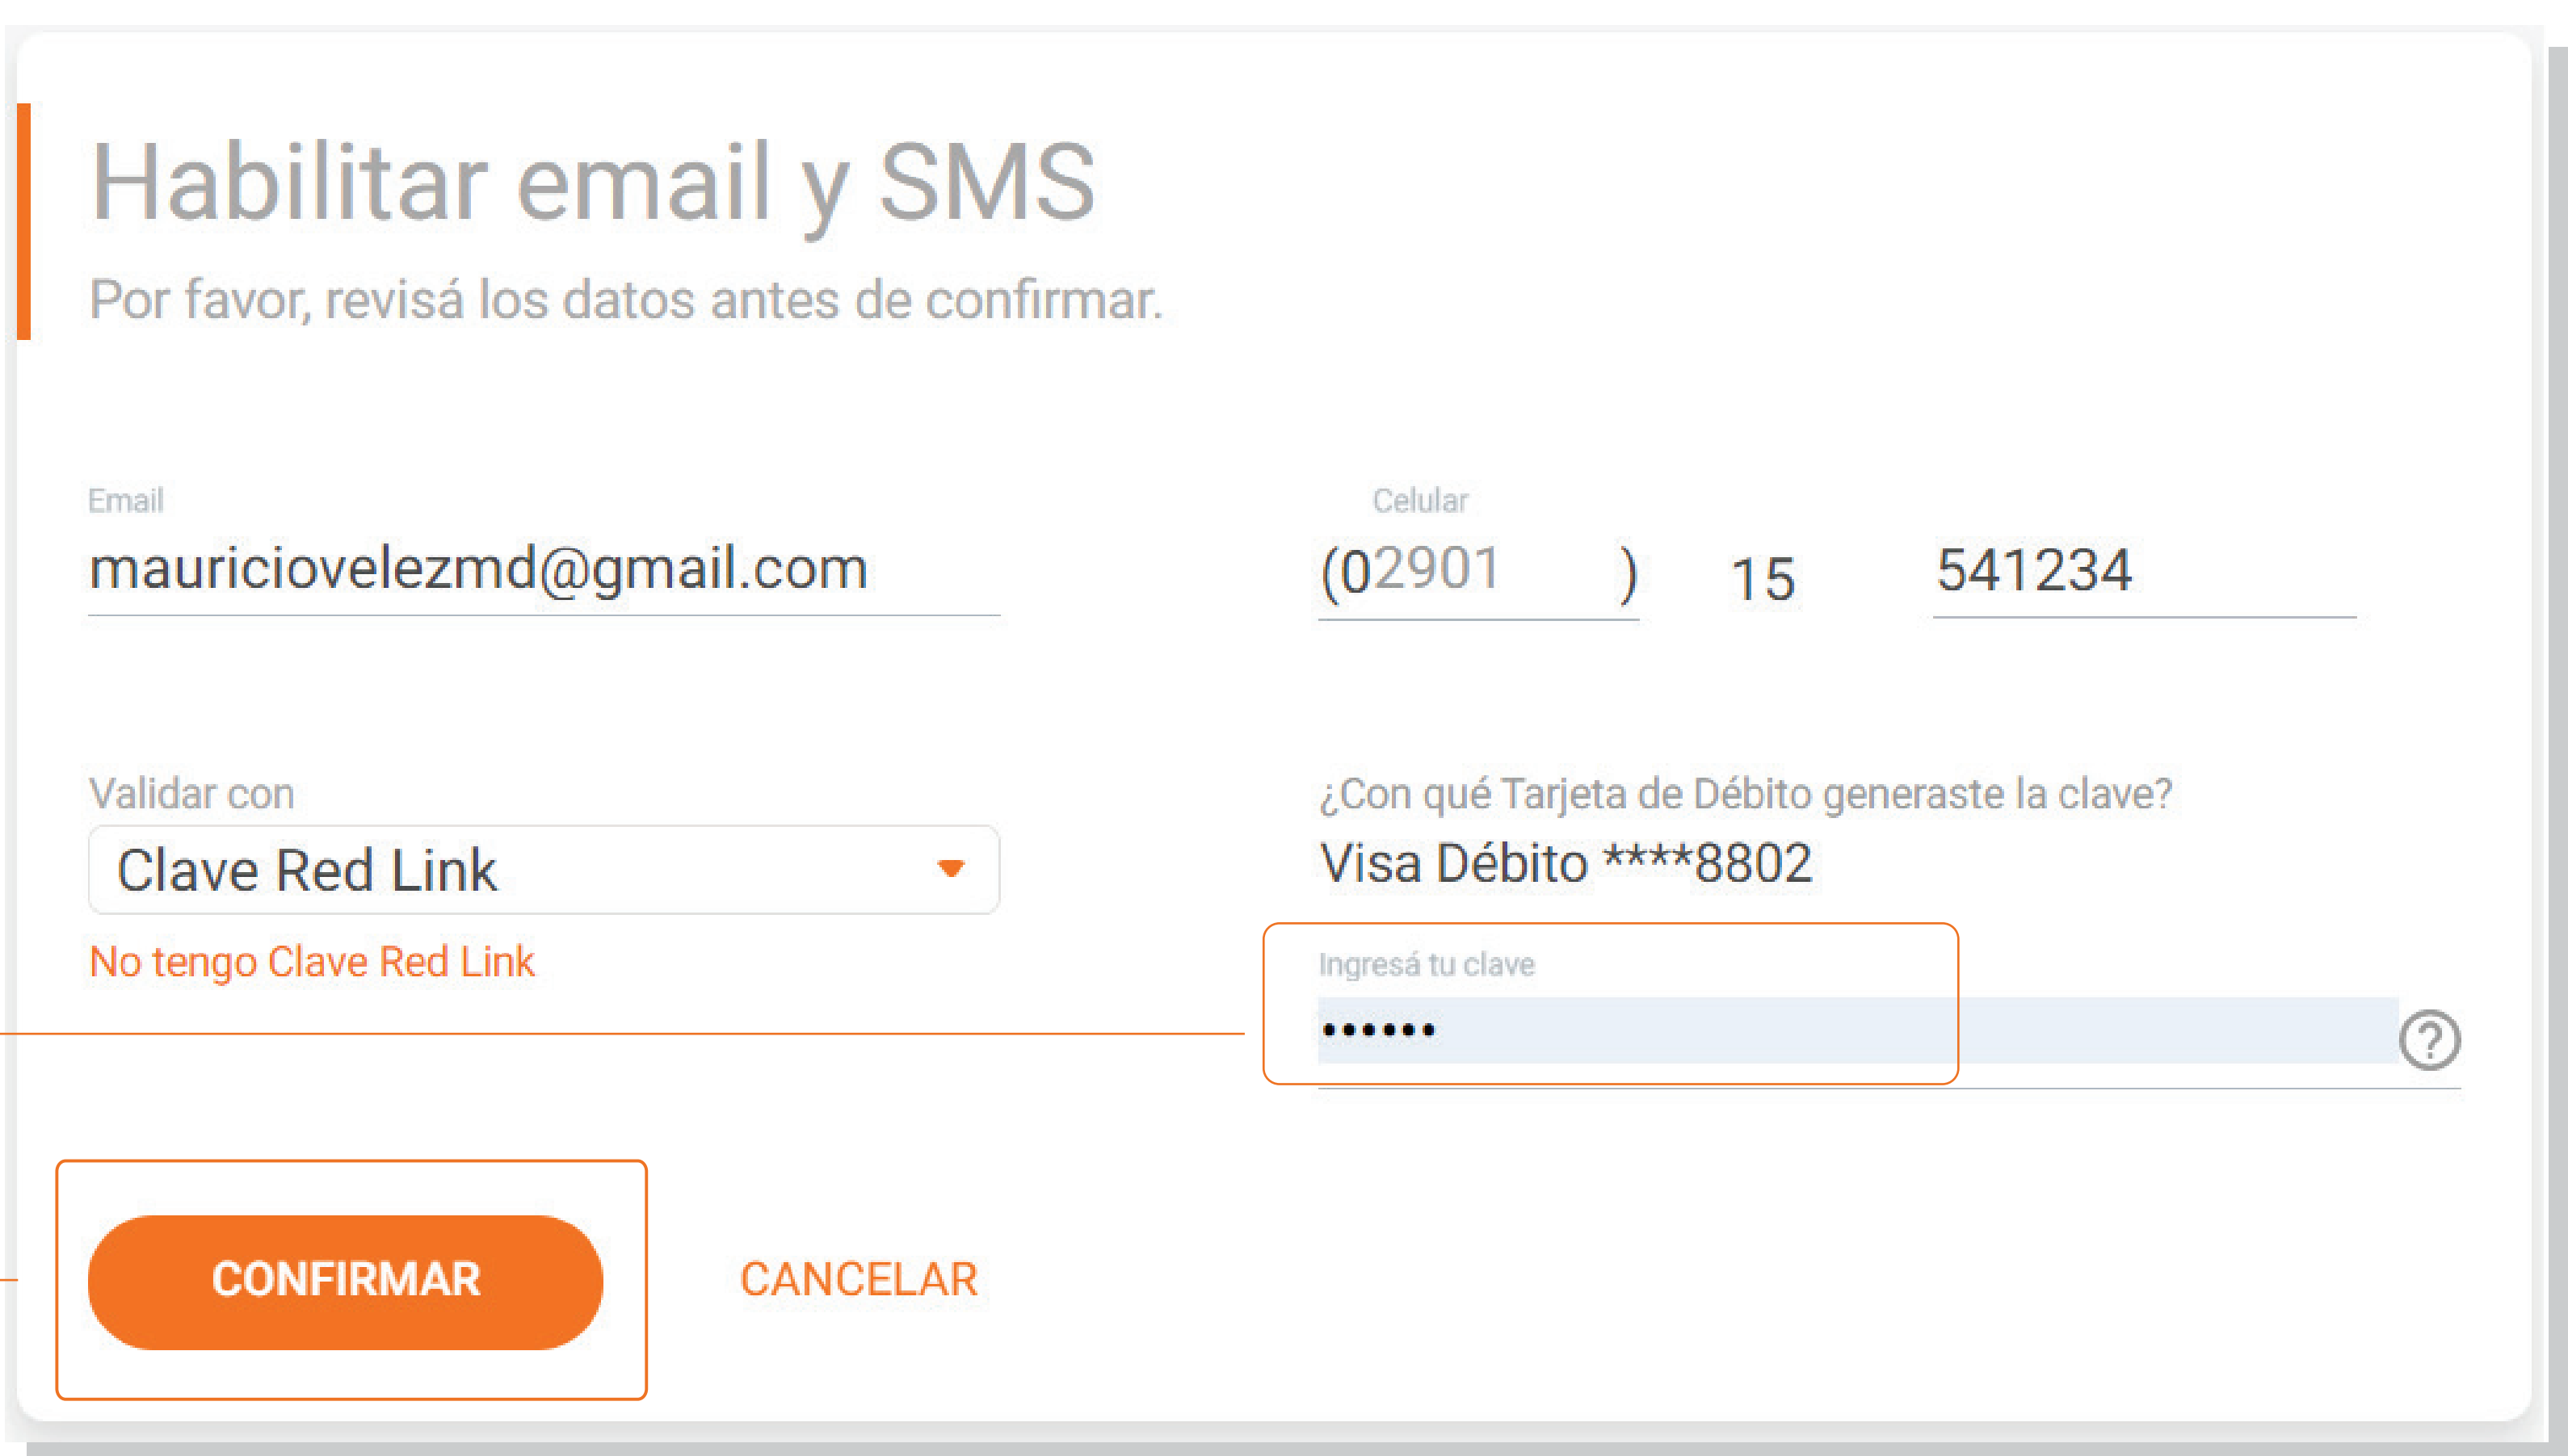 Habilitar email y SMS
Por favor, revisá los datos antes de confirmar.
Email
mauriciovelezmd@gmail.com
Celular
(02901 ) 15 541234
Validar con
Clave Red Link
No tengo Clave Red Link
¿Con qué Tarjeta de Débito generaste la clave?
Visa Débito ****8802
Ingresá tu clave
••••••
?
CONFIRMAR
CANCELAR